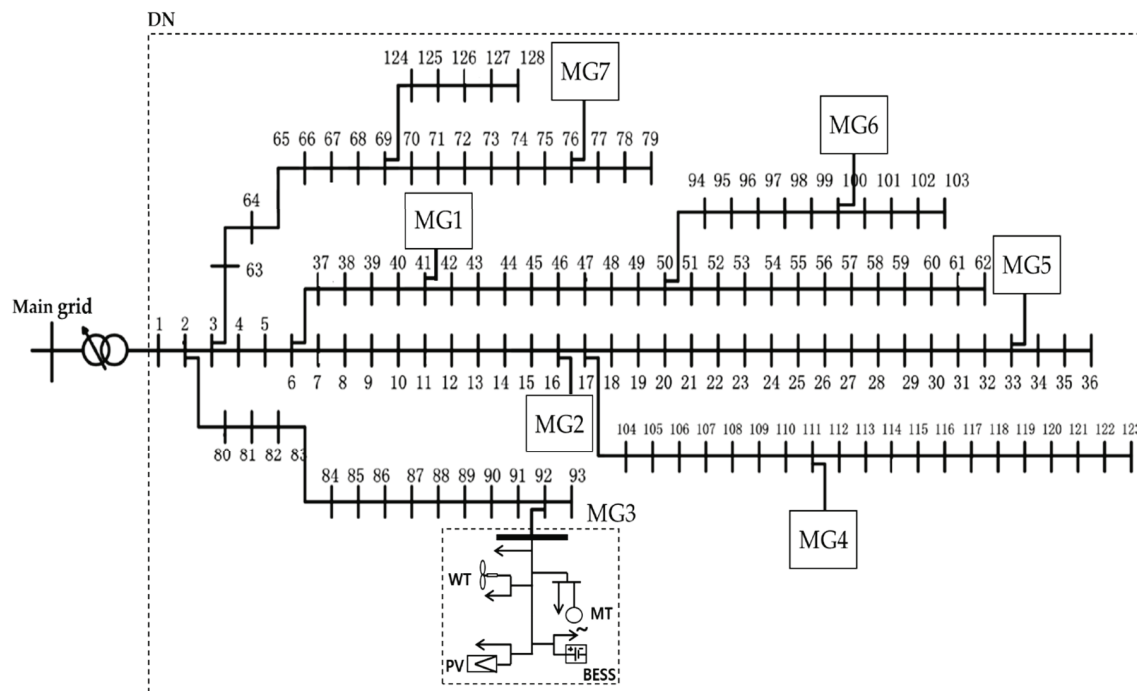 DN
124 125 126 127 128
MG7
MG6
65 66 67 68 69 70 71 72 73 74 75 76 77 78 79
94 95 96 97 98 99 100 101 102 103
64
MG1
MG5
63
37 38 39 40 41 42 43 44 45 46 47 48 49 50 51 52 53 54 55 56 57 58 59 60 61 62
Main grid
1 2 3 4 5
6 7 8 9 10 11 12 13 14 15 16 17 18 19 20 21 22 23 24 25 26 27 28 29 30 31 32 33 34 35 36
MG2
104 105 106 107 108 109 110 111 112 113 114 115 116 117 118 119 120 121 122 123
80 81 82 83
84 85 86 87 88 89 90 91 92 93
MG3
MG4
WT
MT
~
PV
BESS